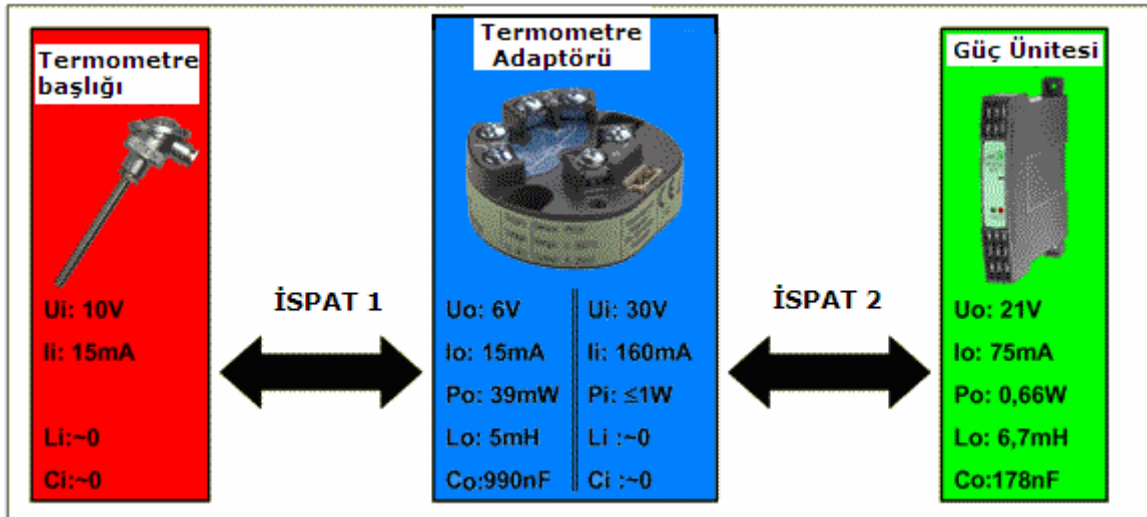 Termometre
başlığı
Ui: 10V
Ii: 15mA
Li:~0
Ci:~0
İSPAT 1
Termometre
Adaptörü
Uo: 6V
Io: 15mA
Po: 39mW
Lo: 5mH
Co:990nF
Ui: 30V
Ii: 160mA
Pi: ≤1W
Li :~0
Ci :~0
İSPAT 2
Güç Ünitesi
Uo: 21V
Io: 75mA
Po: 0,66W
Lo: 6,7mH
Co:178nF